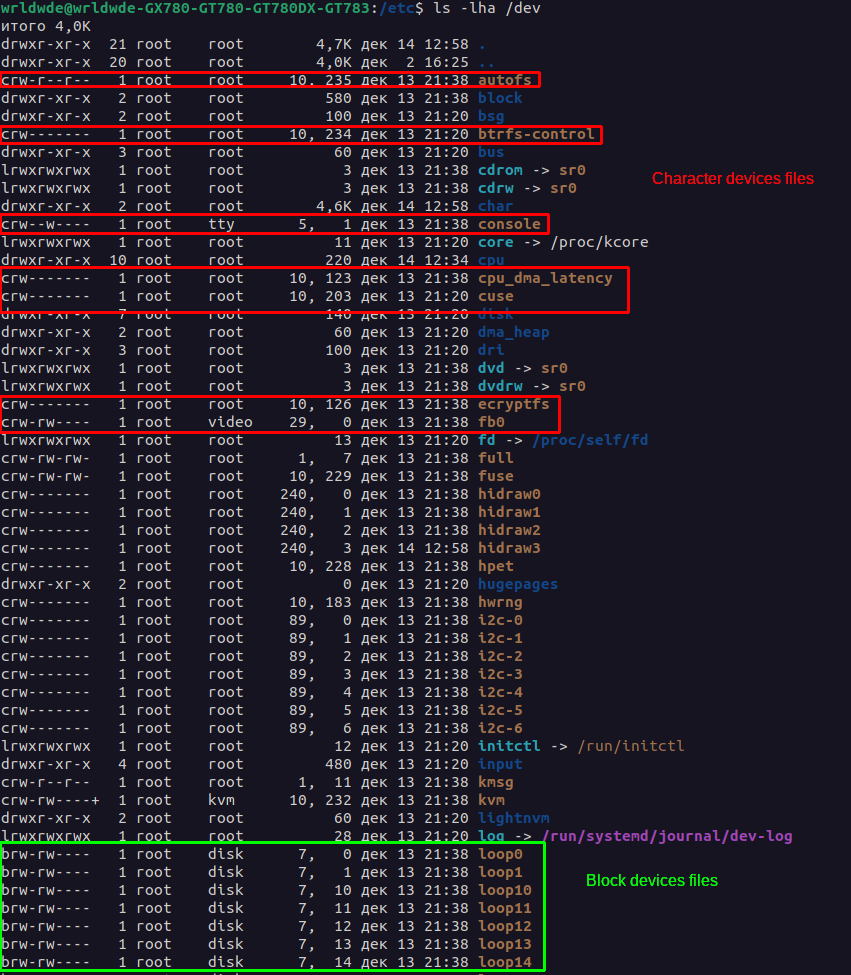 wrldwde@wrldwde-GX780-GT780-GT780DX-GT783:/etc$ ls -lha /dev
итого 4,0K
drwxr-xr-x  21 root    root        4,7K дек 14 12:58 .
drwxr-xr-x  20 root    root        4,0K дек  2 16:25 ..
crw-r--r--   1 root    root     10, 235 дек 13 21:38 autofs
drwxr-xr-x   2 root    root         580 дек 13 21:38 block
drwxr-xr-x   2 root    root         100 дек 13 21:20 bsg
crw-------   1 root    root     10, 234 дек 13 21:20 btrfs-control
drwxr-xr-x   3 root    root          60 дек 13 21:20 bus
lrwxrwxrwx   1 root    root           3 дек 13 21:38 cdrom -> sr0
Character devices files
lrwxrwxrwx   1 root    root           3 дек 13 21:38 cdrw -> sr0
drwxr-xr-x   2 root    root        4,6K дек 14 12:58 char
crw--w----   1 root    tty       5,   1 дек 13 21:38 console
lrwxrwxrwx   1 root    root          11 дек 13 21:20 core -> /proc/kcore
drwxr-xr-x  10 root    root         220 дек 14 12:34 cpu
crw-------   1 root    root     10, 123 дек 13 21:38 cpu_dma_latency
crw-------   1 root    root     10, 203 дек 13 21:20 cuse
drwxr-xr-x   7 root    root         140 дек 13 21:20 disk
drwxr-xr-x   2 root    root          60 дек 13 21:20 dma_heap
drwxr-xr-x   3 root    root         100 дек 13 21:20 dri
lrwxrwxrwx   1 root    root           3 дек 13 21:38 dvd -> sr0
lrwxrwxrwx   1 root    root           3 дек 13 21:38 dvdrw -> sr0
crw-------   1 root    root     10, 126 дек 13 21:38 ecryptfs
crw-rw----   1 root    video    29,   0 дек 13 21:38 fb0
lrwxrwxrwx   1 root    root          13 дек 13 21:20 fd -> /proc/self/fd
crw-rw-rw-   1 root    root      1,   7 дек 13 21:38 full
crw-rw-rw-   1 root    root     10, 229 дек 13 21:38 fuse
crw-------   1 root    root    240,   0 дек 13 21:38 hidraw0
crw-------   1 root    root    240,   1 дек 13 21:38 hidraw1
crw-------   1 root    root    240,   2 дек 13 21:38 hidraw2
crw-------   1 root    root    240,   3 дек 14 12:58 hidraw3
crw-------   1 root    root     10, 228 дек 13 21:38 hpet
drwxr-xr-x   2 root    root           0 дек 13 21:20 hugepages
crw-------   1 root    root     10, 183 дек 13 21:38 hwrng
crw-------   1 root    root     89,   0 дек 13 21:38 i2c-0
crw-------   1 root    root     89,   1 дек 13 21:38 i2c-1
crw-------   1 root    root     89,   2 дек 13 21:38 i2c-2
crw-------   1 root    root     89,   3 дек 13 21:38 i2c-3
crw-------   1 root    root     89,   4 дек 13 21:38 i2c-4
crw-------   1 root    root     89,   5 дек 13 21:38 i2c-5
crw-------   1 root    root     89,   6 дек 13 21:38 i2c-6
lrwxrwxrwx   1 root    root          12 дек 13 21:20 initctl -> /run/initctl
drwxr-xr-x   4 root    root         480 дек 13 21:20 input
crw-r--r--   1 root    root      1,  11 дек 13 21:38 kmsg
crw-rw----+  1 root    kvm      10, 232 дек 13 21:38 kvm
drwxr-xr-x   2 root    root          60 дек 13 21:20 lightnvm
lrwxrwxrwx   1 root    root          28 дек 13 21:20 log -> /run/systemd/journal/dev-log
brw-rw----   1 root    disk      7,   0 дек 13 21:38 loop0
brw-rw----   1 root    disk      7,   1 дек 13 21:38 loop1
Block devices files
brw-rw----   1 root    disk      7,  10 дек 13 21:38 loop10
brw-rw----   1 root    disk      7,  11 дек 13 21:38 loop11
brw-rw----   1 root    disk      7,  12 дек 13 21:38 loop12
brw-rw----   1 root    disk      7,  13 дек 13 21:38 loop13
brw-rw----   1 root    disk      7,  14 дек 13 21:38 loop14